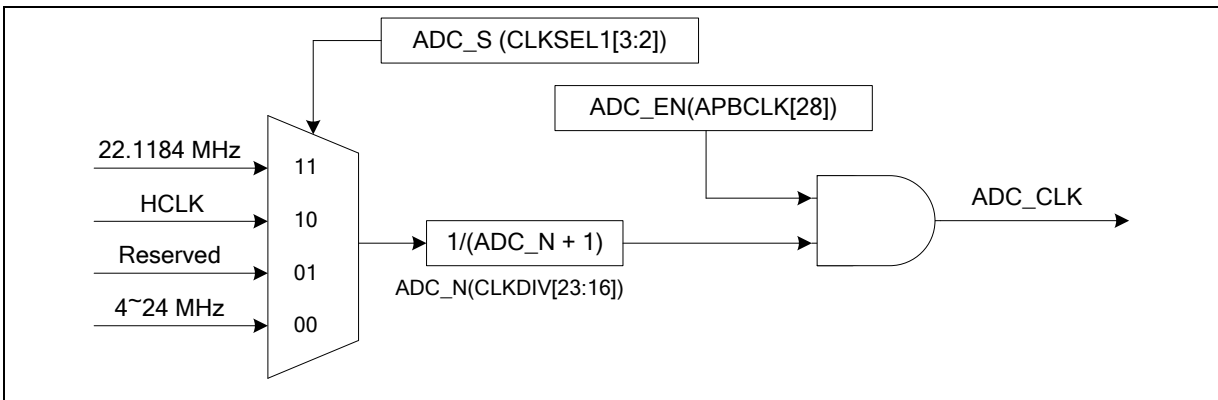 ADC_S (CLKSEL1[3:2])
ADC_EN(APBCLK[28])
22.1184 MHz
11
HCLK
10
Reserved
01
4~24 MHz
00
1/(ADC_N + 1)
ADC_N(CLKDIV[23:16])
ADC_CLK